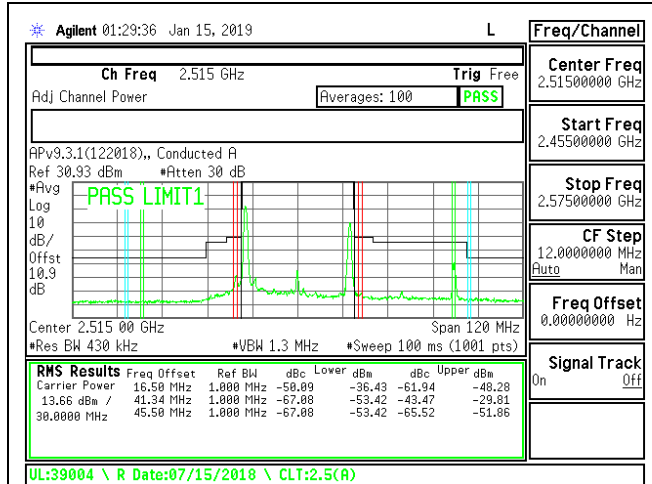 Agilent 01:29:36 Jan 15, 2019 L
Freq/Channel
Ch Freq 2.515 GHz Trig Free
Adj Channel Power Averages: 100 PASS
APv9.3.1(122018),, Conducted A
Ref 30.93 dBm #Atten 30 dB
#Avg
Log
10
dB/
Offst
10.9
dB
PASS LIMIT1
Center 2.515 00 GHz Span 120 MHz
#Res BW 430 kHz #VBW 1.3 MHz #Sweep 100 ms (1001 pts)
RMS Results Freq Offset Ref BW dBc Lower dBm dBc Upper dBm
Carrier Power 16.50 MHz 1.000 MHz -50.09 -36.43 -61.94 -48.28
13.66 dBm / 41.34 MHz 1.000 MHz -67.08 -53.42 -43.47 -29.81
30.0000 MHz 45.50 MHz 1.000 MHz -67.08 -53.42 -65.52 -51.86
UL:39004 \ R Date:07/15/2018 \ CLT:2.5(A)
Center Freq
2.51500000 GHz
Start Freq
2.45500000 GHz
Stop Freq
2.57500000 GHz
CF Step
12.0000000 MHz
Auto Man
Freq Offset
0.00000000 Hz
Signal Track
On Off